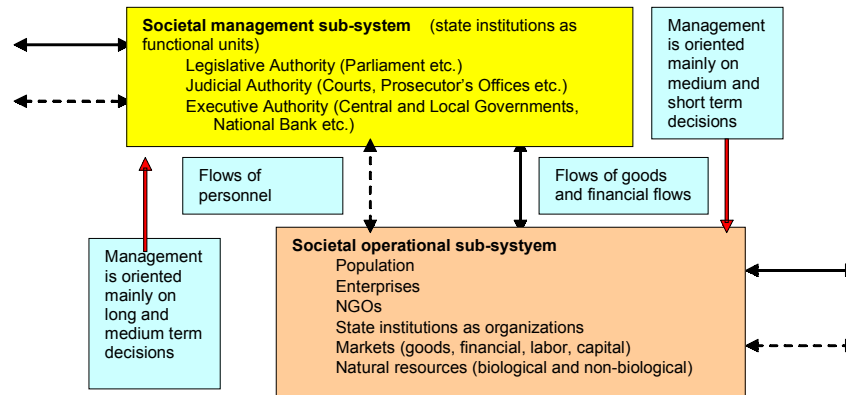 Societal management sub-system (state institutions as
functional units)
Legislative Authority (Parliament etc.)
Judicial Authority (Courts, Prosecutor's Offices etc.)
Executive Authority (Central and Local Governments,
National Bank etc.)
Management
is oriented
mainly on
medium and
short term
decisions
Flows of
personnel
Flows of goods
and financial flows
Management
is oriented
mainly on
long and
medium term
decisions
Societal operational sub-systyem
Population
Enterprises
NGOs
State institutions as organizations
Markets (goods, financial, labor, capital)
Natural resources (biological and non-biological)